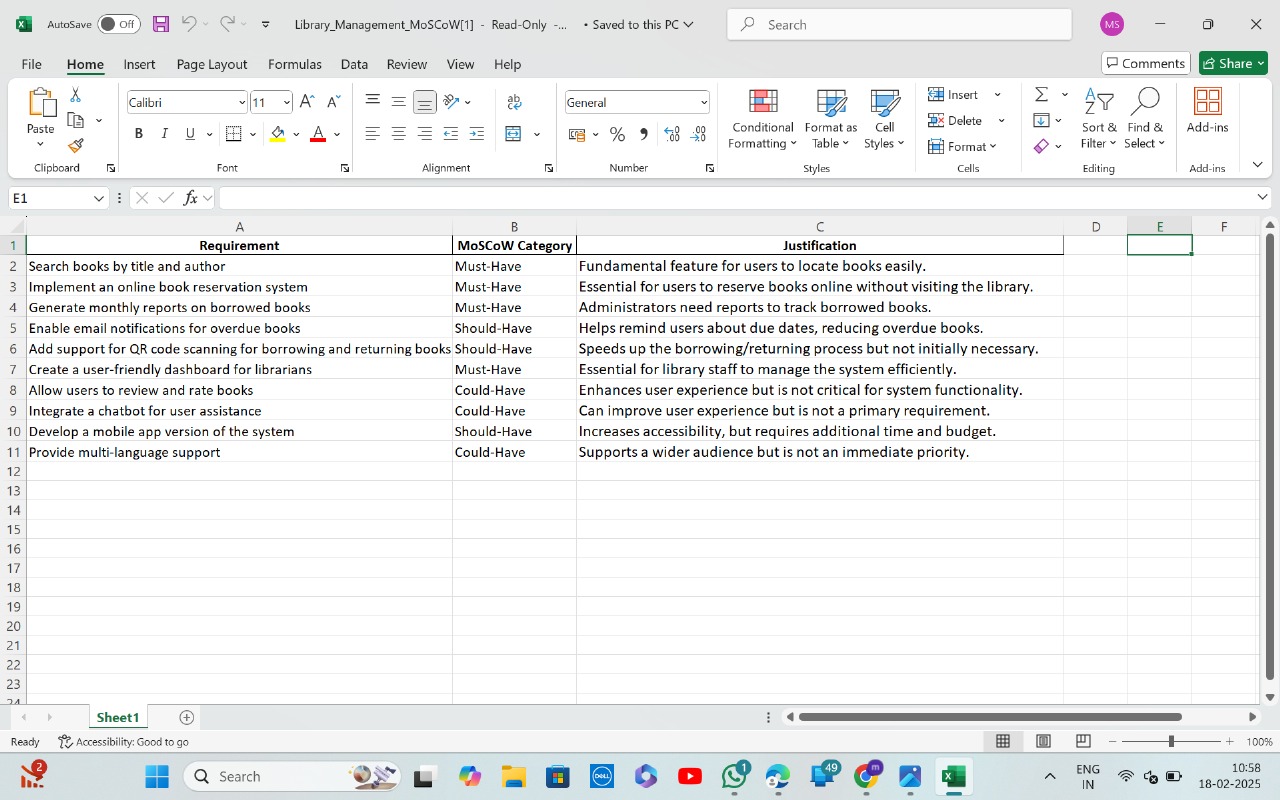 AutoSave Off Library_Management_MoSCoW[1] - Read-Only -... • Saved to this PC Search MS
File Home Insert Page Layout Formulas Data Review View Help Comments Share
Paste Calibri 11 A A ab General Conditional Formatting Format as Table Cell Styles Insert Delete Format Sort & Filter Find & Select Add-ins
B I U A % 9
Clipboard Font Alignment Number Styles Cells Editing Add-ins
E1 fx
A B C D E F
1 Requirement MoSCoW Category Justification
2 Search books by title and author Must-Have Fundamental feature for users to locate books easily.
3 Implement an online book reservation system Must-Have Essential for users to reserve books online without visiting the library.
4 Generate monthly reports on borrowed books Must-Have Administrators need reports to track borrowed books.
5 Enable email notifications for overdue books Should-Have Helps remind users about due dates, reducing overdue books.
6 Add support for QR code scanning for borrowing and returning books Should-Have Speeds up the borrowing/returning process but not initially necessary.
7 Create a user-friendly dashboard for librarians Must-Have Essential for library staff to manage the system efficiently.
8 Allow users to review and rate books Could-Have Enhances user experience but is not critical for system functionality.
9 Integrate a chatbot for user assistance Could-Have Can improve user experience but is not a primary requirement.
10 Develop a mobile app version of the system Should-Have Increases accessibility, but requires additional time and budget.
11 Provide multi-language support Could-Have Supports a wider audience but is not an immediate priority.
12
13
14
15
16
17
18
19
20
21
22
23
24
Sheet1
Ready Accessibility: Good to go 100%
2 Search DELL 1 49 m ENG IN 10:58
18-02-2025